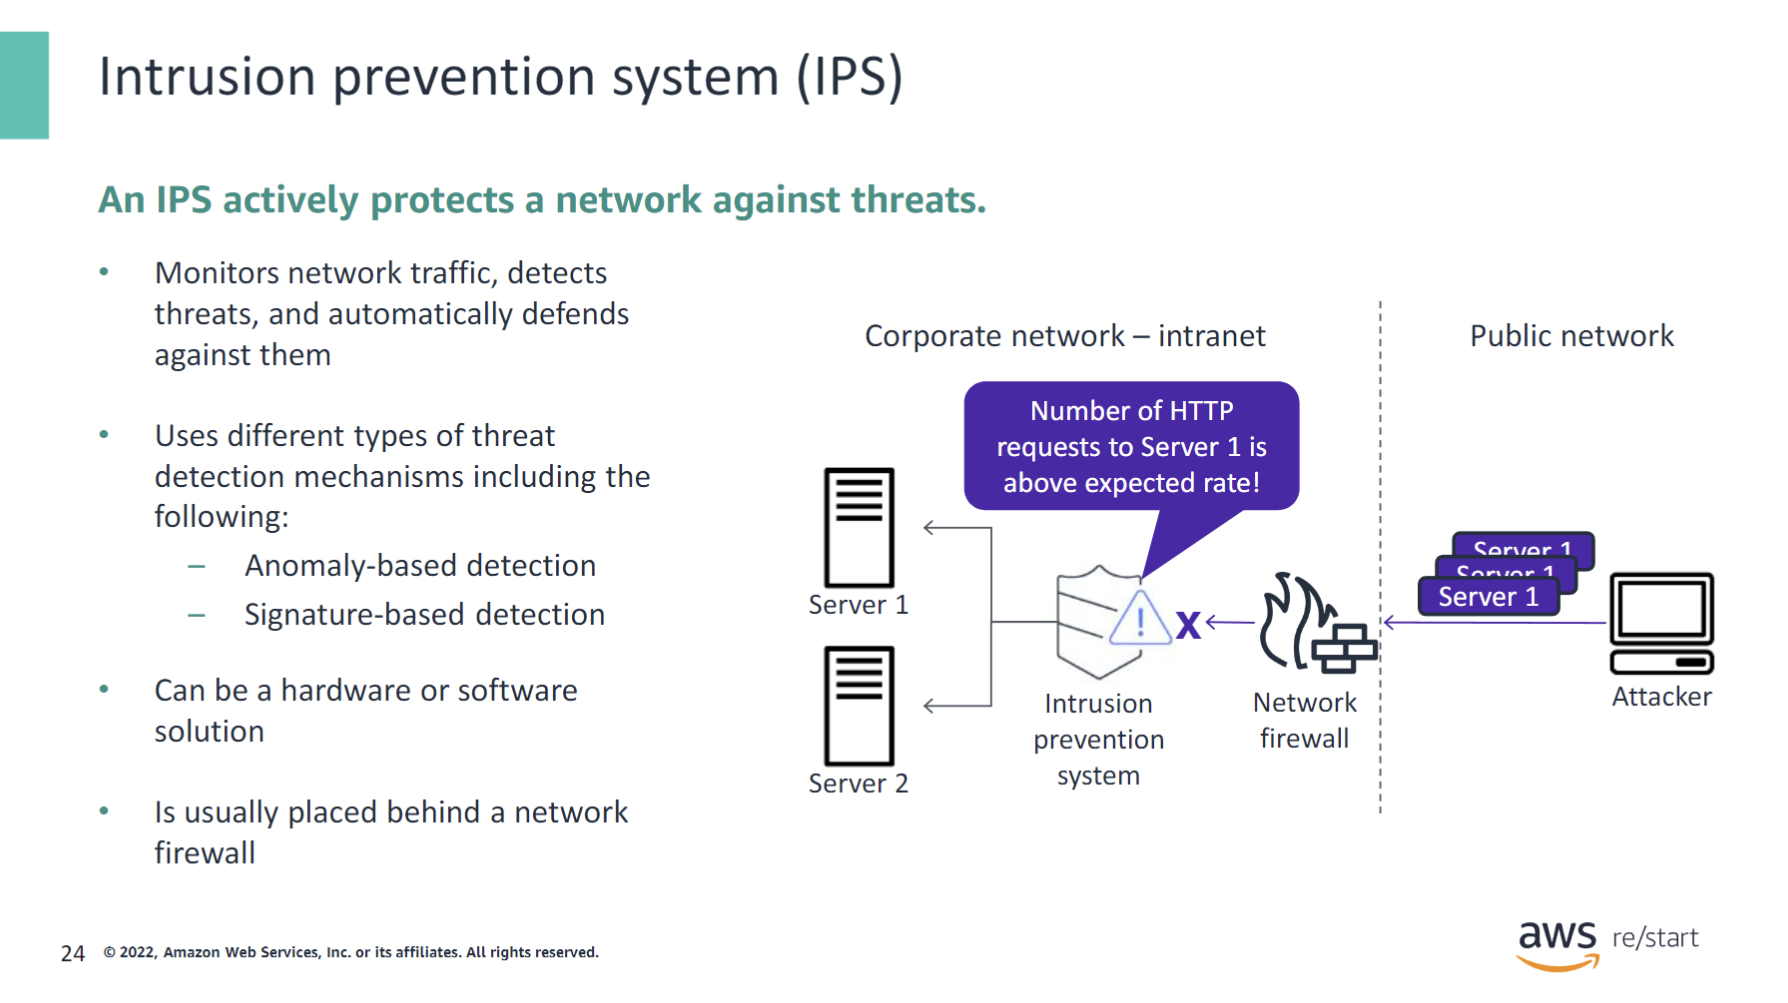 Intrusion prevention system (IPS)
An IPS actively protects a network against threats.
• Monitors network traffic, detects
threats, and automatically defends
against them
• Uses different types of threat
detection mechanisms including the
following:
– Anomaly-based detection
– Signature-based detection
• Can be a hardware or software
solution
• Is usually placed behind a network
firewall
Corporate network – intranet
Public network
Number of HTTP
requests to Server 1 is
above expected rate!
Server 1
Server 2
Intrusion
prevention
system
X
Network
firewall
Server 1
Server 1
Server 1
Attacker
24 © 2022, Amazon Web Services, Inc. or its affiliates. All rights reserved.
aws re/start